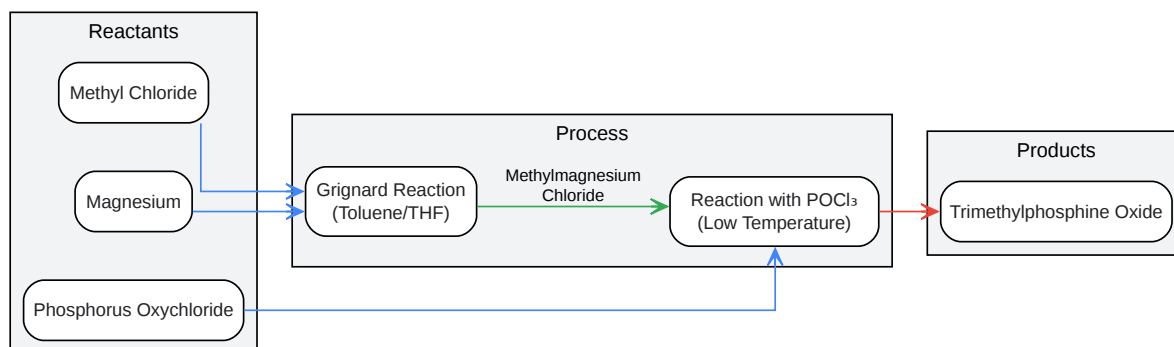 Reactants
Methyl Chloride
Magnesium
Phosphorus Oxychloride
Process
Grignard Reaction
(Toluene/THF)
Methylmagnesium
Chloride
Reaction with POCl₃
(Low Temperature)
Products
Trimethylphosphine Oxide